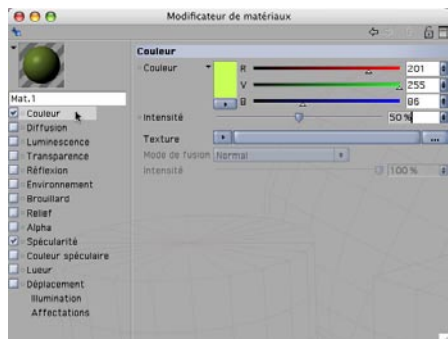 Modificateur de matériaux
Mat.1
Couleur
Diffusion
Luminescence
Transparence
Réflexion
Environnement
Brouillard
Relief
Alpha
Spécularité
Couleur spéculaire
Lueur
Déplacement
Illumination
Affectations
Couleur
Couleur R 201
V 255
B 86
Intensité 50 %
Texture ...
Mode de fusion Normal
Intensité 100 %